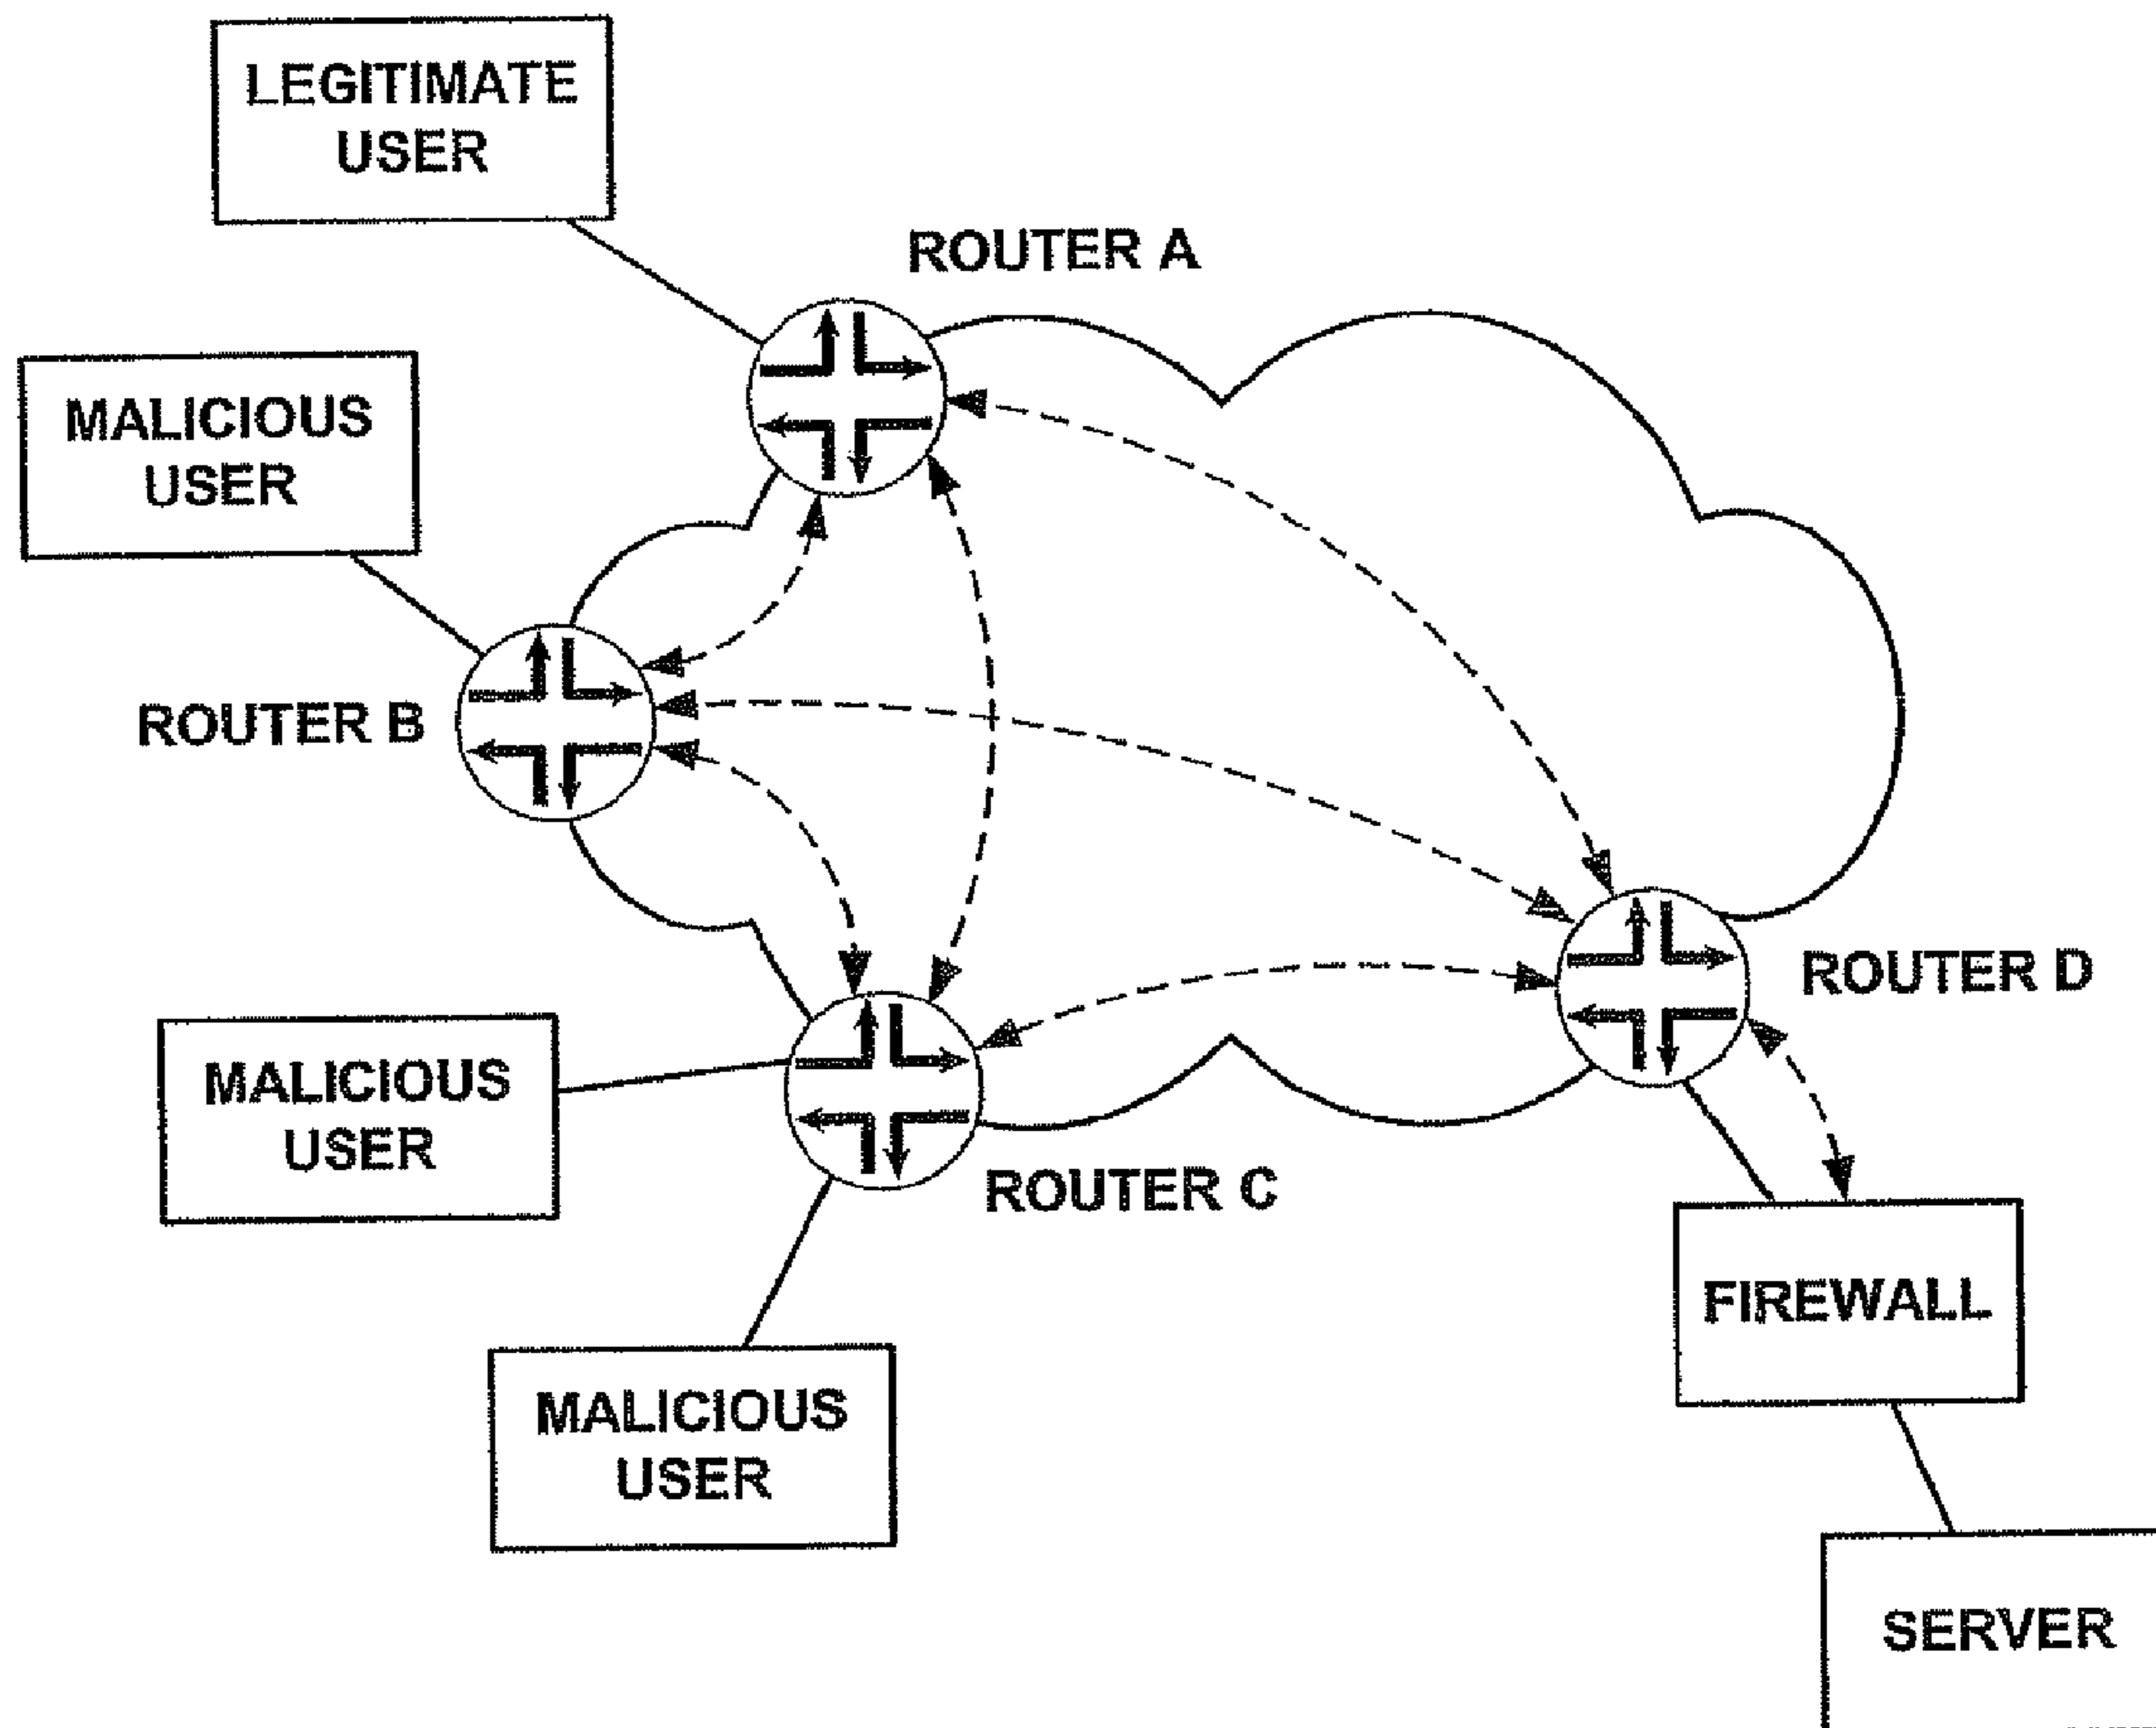 LEGITIMATE
USER
ROUTER A
MALICIOUS
USER
ROUTER B
ROUTER D
MALICIOUS
USER
ROUTER C
FIREWALL
MALICIOUS
USER
SERVER